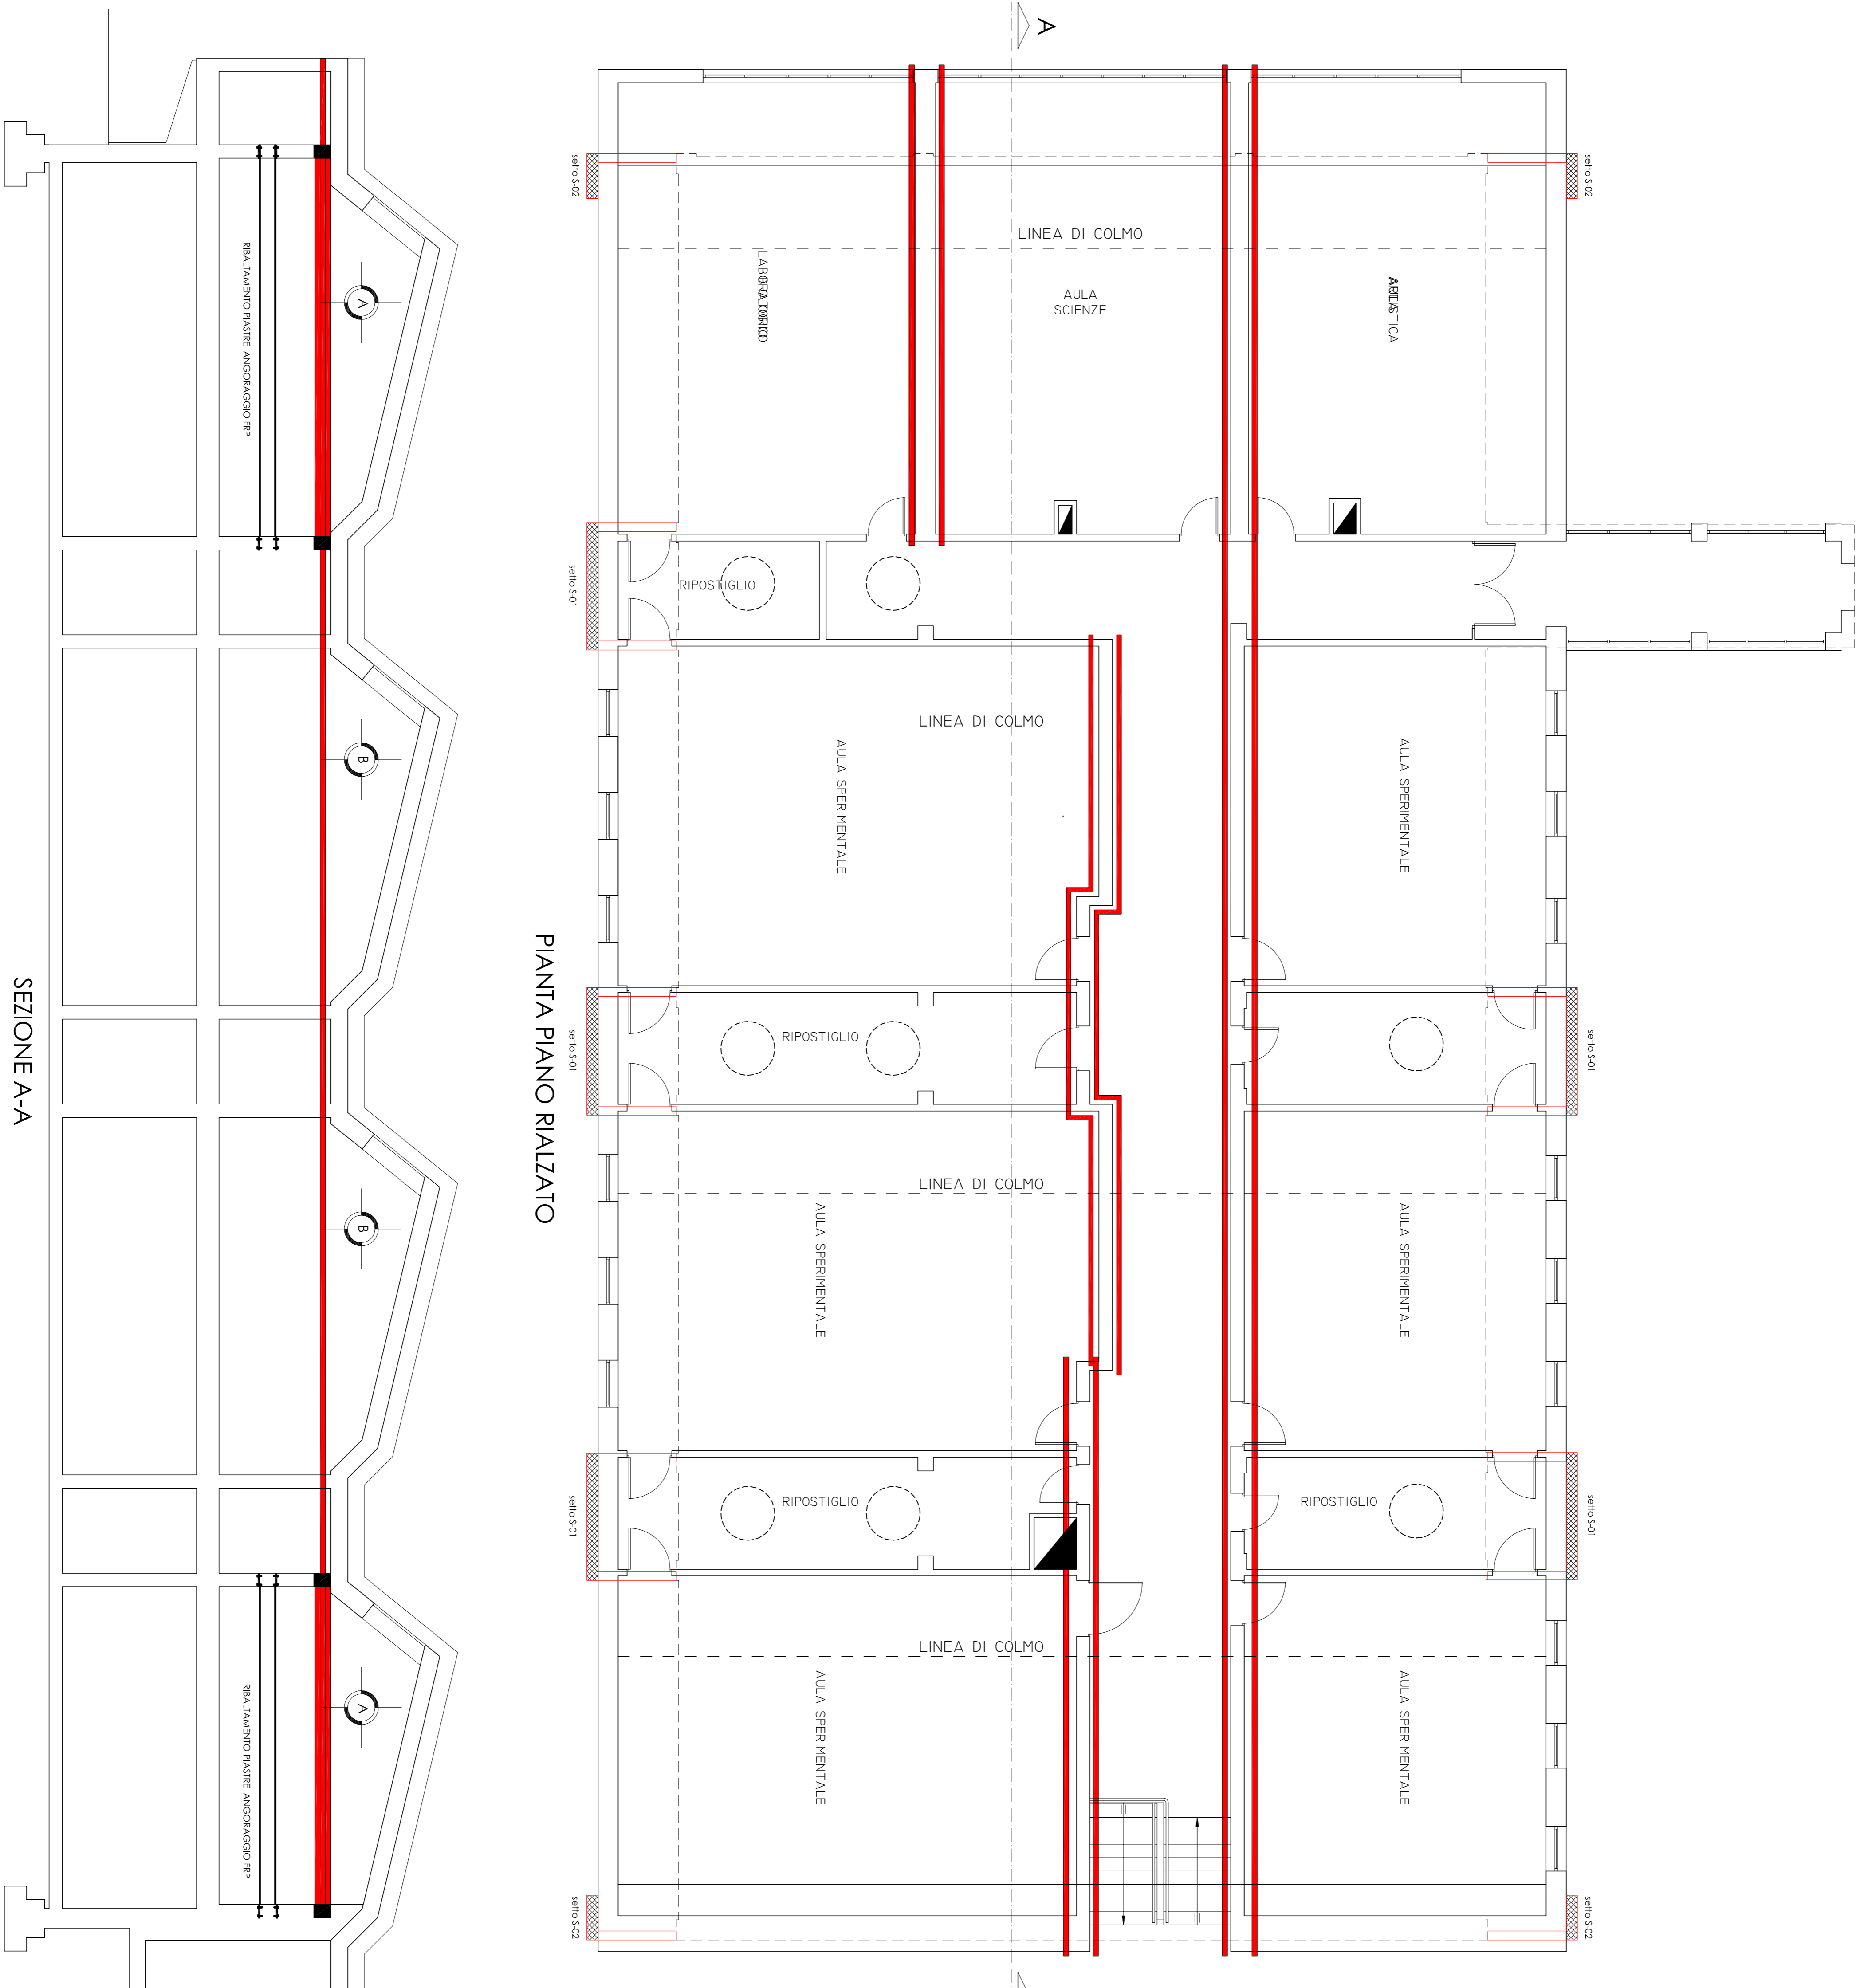 A
setto S-02
setto S-02
LINEA DI COLMO
RIBALTAMENTO PIASTRE ANGORAGGIO FRP
A
LABORATORIO
AULA
SCIENZE
ARTISTICA
setto S-01
RIPOSTIGLIO
LINEA DI COLMO
B
AULA SPERIMENTALE
AULA SPERIMENTALE
PIANTA PIANO RIALZATO
SEZIONE A-A
setto S-01
RIPOSTIGLIO
setto S-01
LINEA DI COLMO
B
AULA SPERIMENTALE
AULA SPERIMENTALE
setto S-01
RIPOSTIGLIO
RIPOSTIGLIO
setto S-01
LINEA DI COLMO
RIBALTAMENTO PIASTRE ANGORAGGIO FRP
A
AULA SPERIMENTALE
AULA SPERIMENTALE
setto S-02
setto S-02